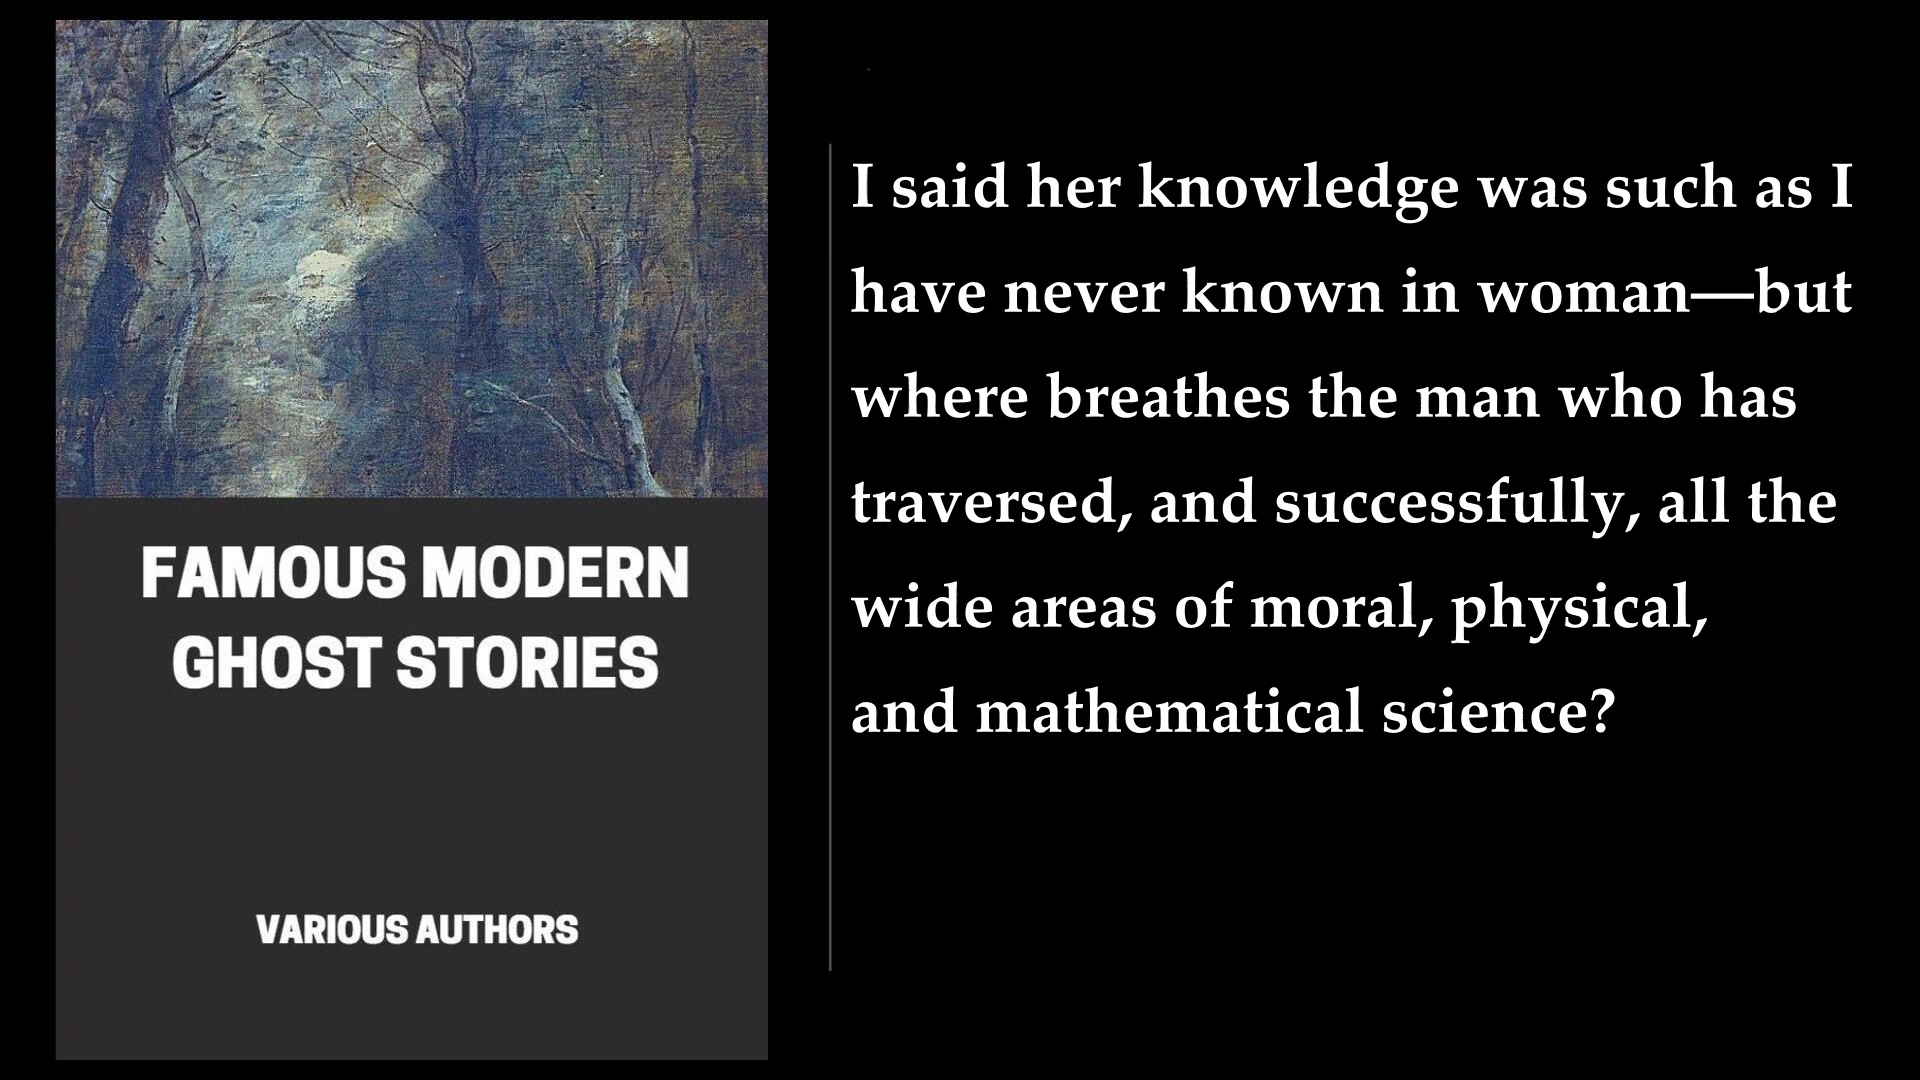 FAMOUS MODERN
GHOST STORIES
VARIOUS AUTHORS
I said her knowledge was such as I
have never known in woman—but
where breathes the man who has
traversed, and successfully, all the
wide areas of moral, physical,
and mathematical science?